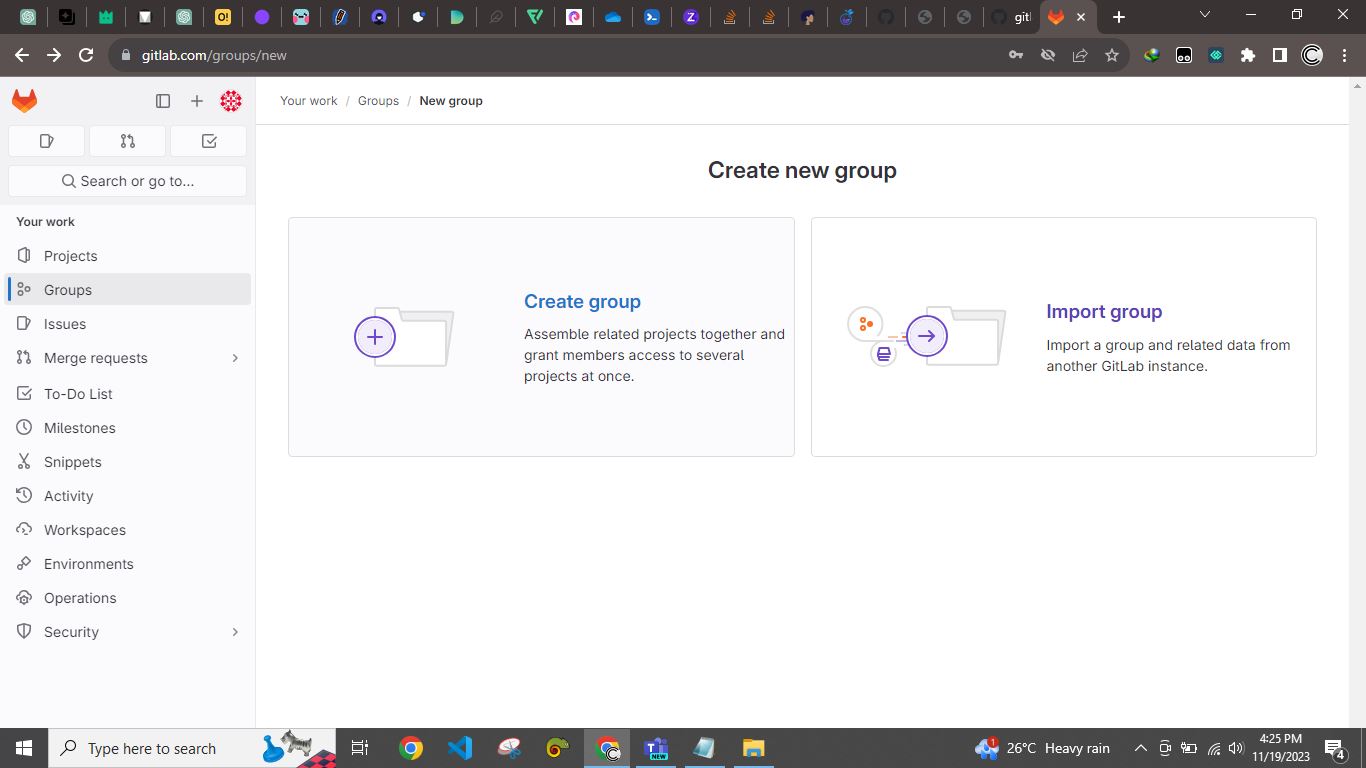 git
gitlab.com/groups/new
Your work / Groups / New group
Search or go to...
Your work
Projects
Groups
Issues
Merge requests
To-Do List
Milestones
Snippets
Activity
Workspaces
Environments
Operations
Security
Create new group
Create group
Assemble related projects together and
grant members access to several
projects at once.
Import group
Import a group and related data from
another GitLab instance.
Type here to search
NEW
1
26°C Heavy rain
4:25 PM
11/19/2023
4